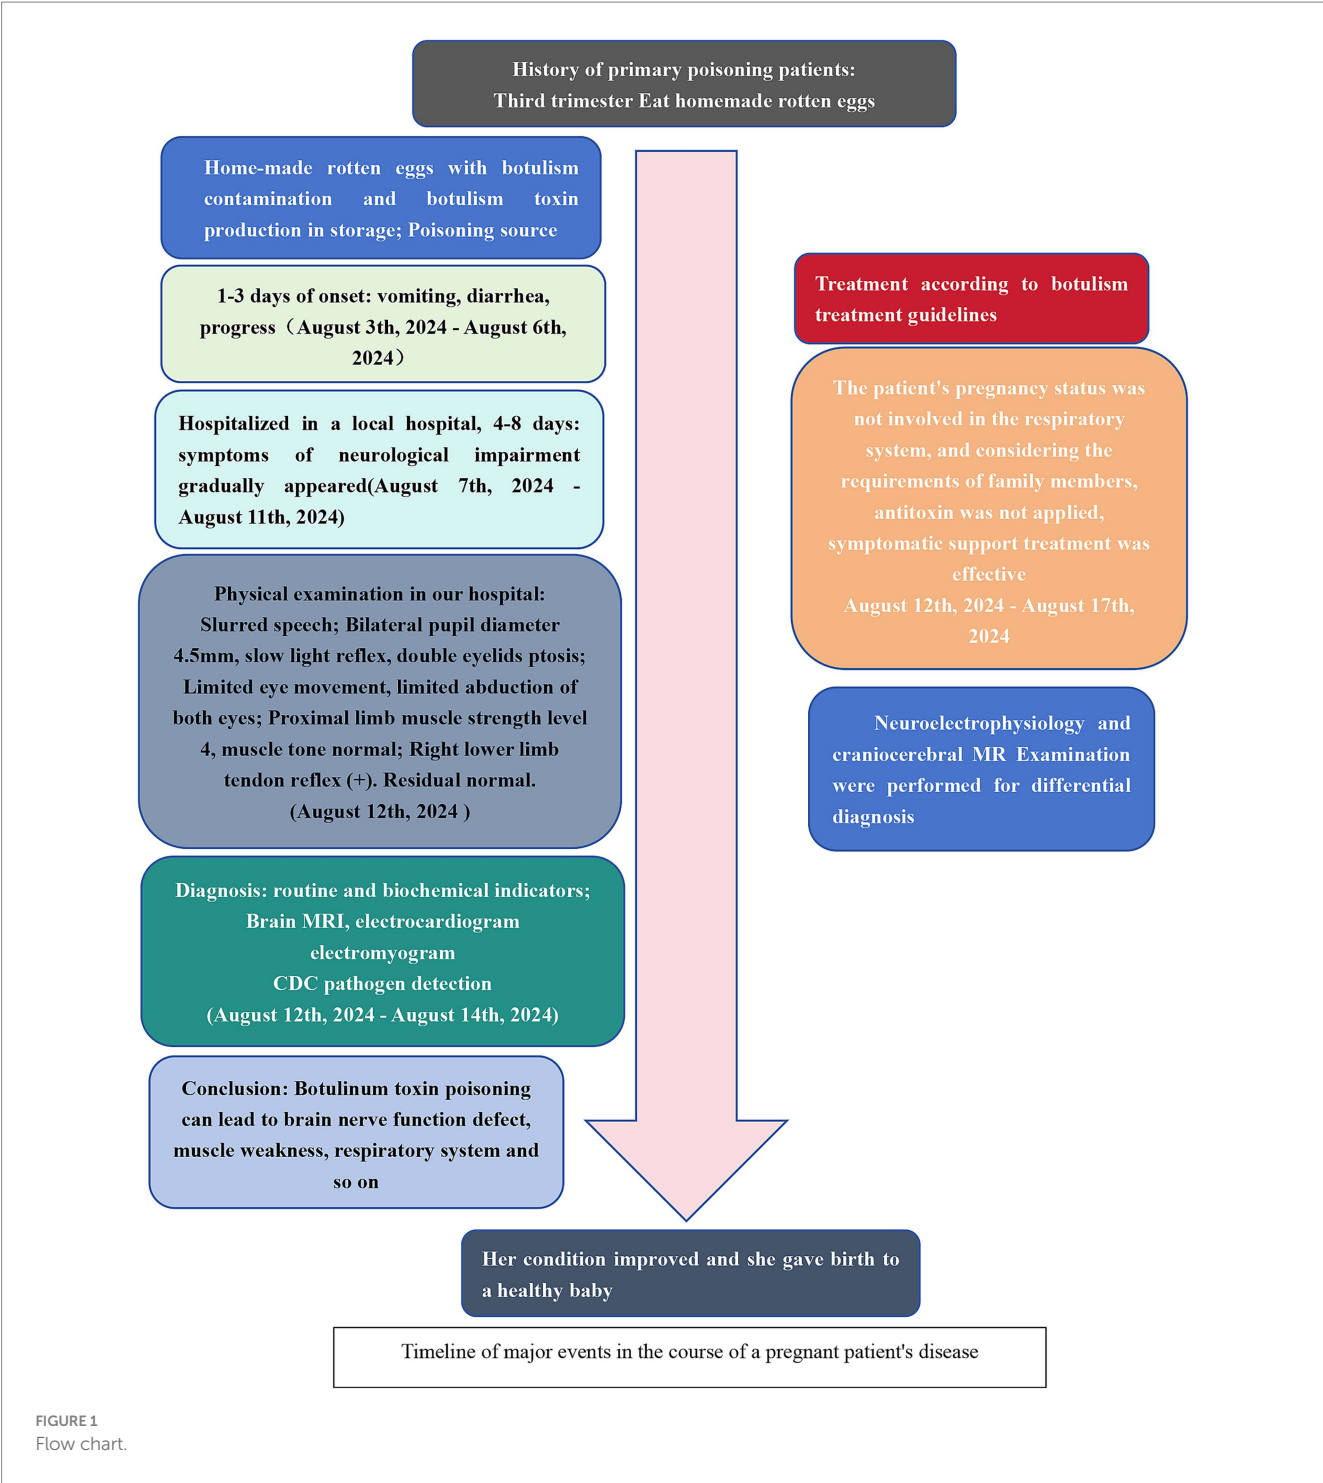 History of primary poisoning patients:
Third trimester Eat homemade rotten eggs
Home-made rotten eggs with botulism
contamination and botulism toxin
production in storage; Poisoning source
1-3 days of onset: vomiting, diarrhea,
progress（August 3th, 2024 - August 6th,
2024）
Hospitalized in a local hospital, 4-8 days:
symptoms of neurological impairment
gradually appeared(August 7th, 2024 -
August 11th, 2024)
Physical examination in our hospital:
Slurred speech; Bilateral pupil diameter
4.5mm, slow light reflex, double eyelids ptosis;
Limited eye movement, limited abduction of
both eyes; Proximal limb muscle strength level
4, muscle tone normal; Right lower limb
tendon reflex (+). Residual normal.
(August 12th, 2024 )
Diagnosis: routine and biochemical indicators;
Brain MRI, electrocardiogram
electromyogram
CDC pathogen detection
(August 12th, 2024 - August 14th, 2024)
Conclusion: Botulinum toxin poisoning
can lead to brain nerve function defect,
muscle weakness, respiratory system and
so on
Treatment according to botulism
treatment guidelines
The patient's pregnancy status was
not involved in the respiratory
system, and considering the
requirements of family members,
antitoxin was not applied,
symptomatic support treatment was
effective
August 12th, 2024 - August 17th,
2024
Neuroelectrophysiology and
craniocerebral MR Examination
were performed for differential
diagnosis
Her condition improved and she gave birth to
a healthy baby
Timeline of major events in the course of a pregnant patient's disease
FIGURE 1
Flow chart.